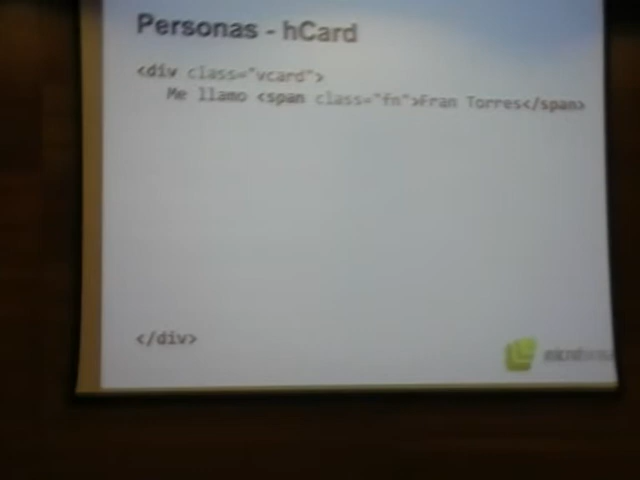 Personas - hCard
<div class="vcard">
Me llamo <span class="fn">Fran Torres</span>
</div>